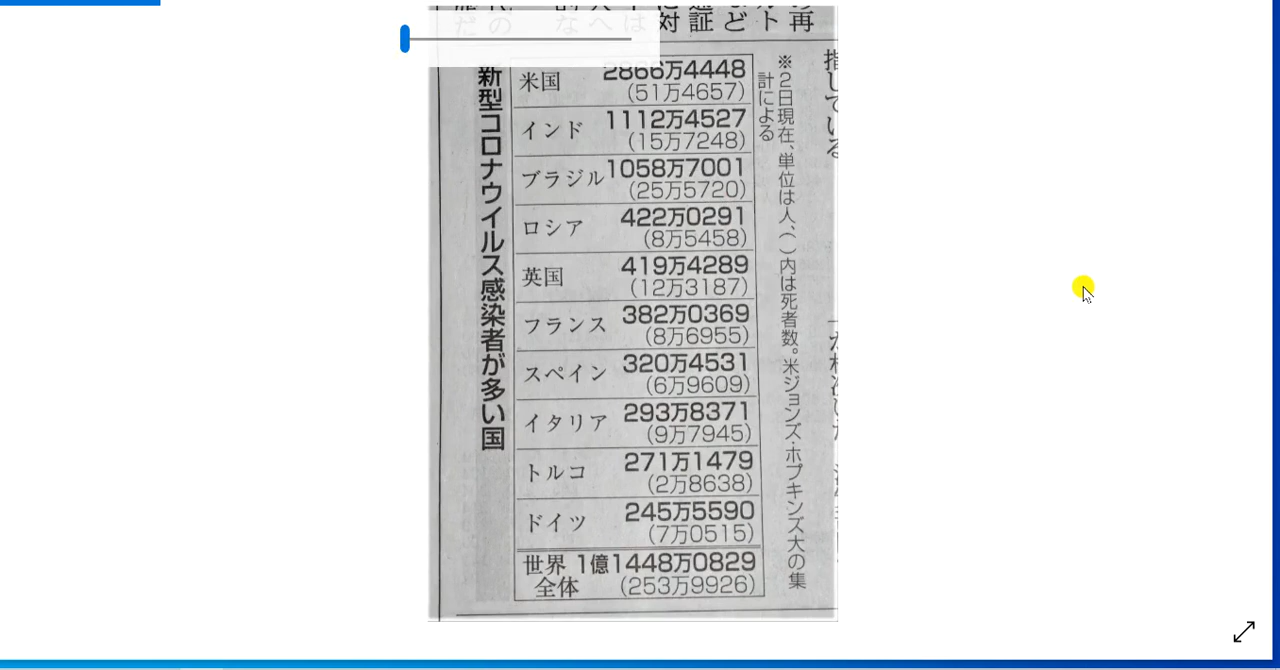 対証どト再
新型コロナウイルス感染者が多い国
米国 2866万4448
(51万4657)
インド 1112万4527
(15万7248)
ブラジル 1058万7001
(25万5720)
ロシア 422万0291
(8万5458)
英国 419万4289
(12万3187)
フランス 382万0369
(8万6955)
スペイン 320万4531
(6万9609)
イタリア 293万8371
(9万7945)
トルコ 271万1479
(2万8638)
ドイツ 245万5590
(7万0515)
世界 1億1448万0829
全体 (253万9926)
※2日現在、単位は人、( )内は死者数。米ジョンズ・ホプキンズ大の集
計による
指している